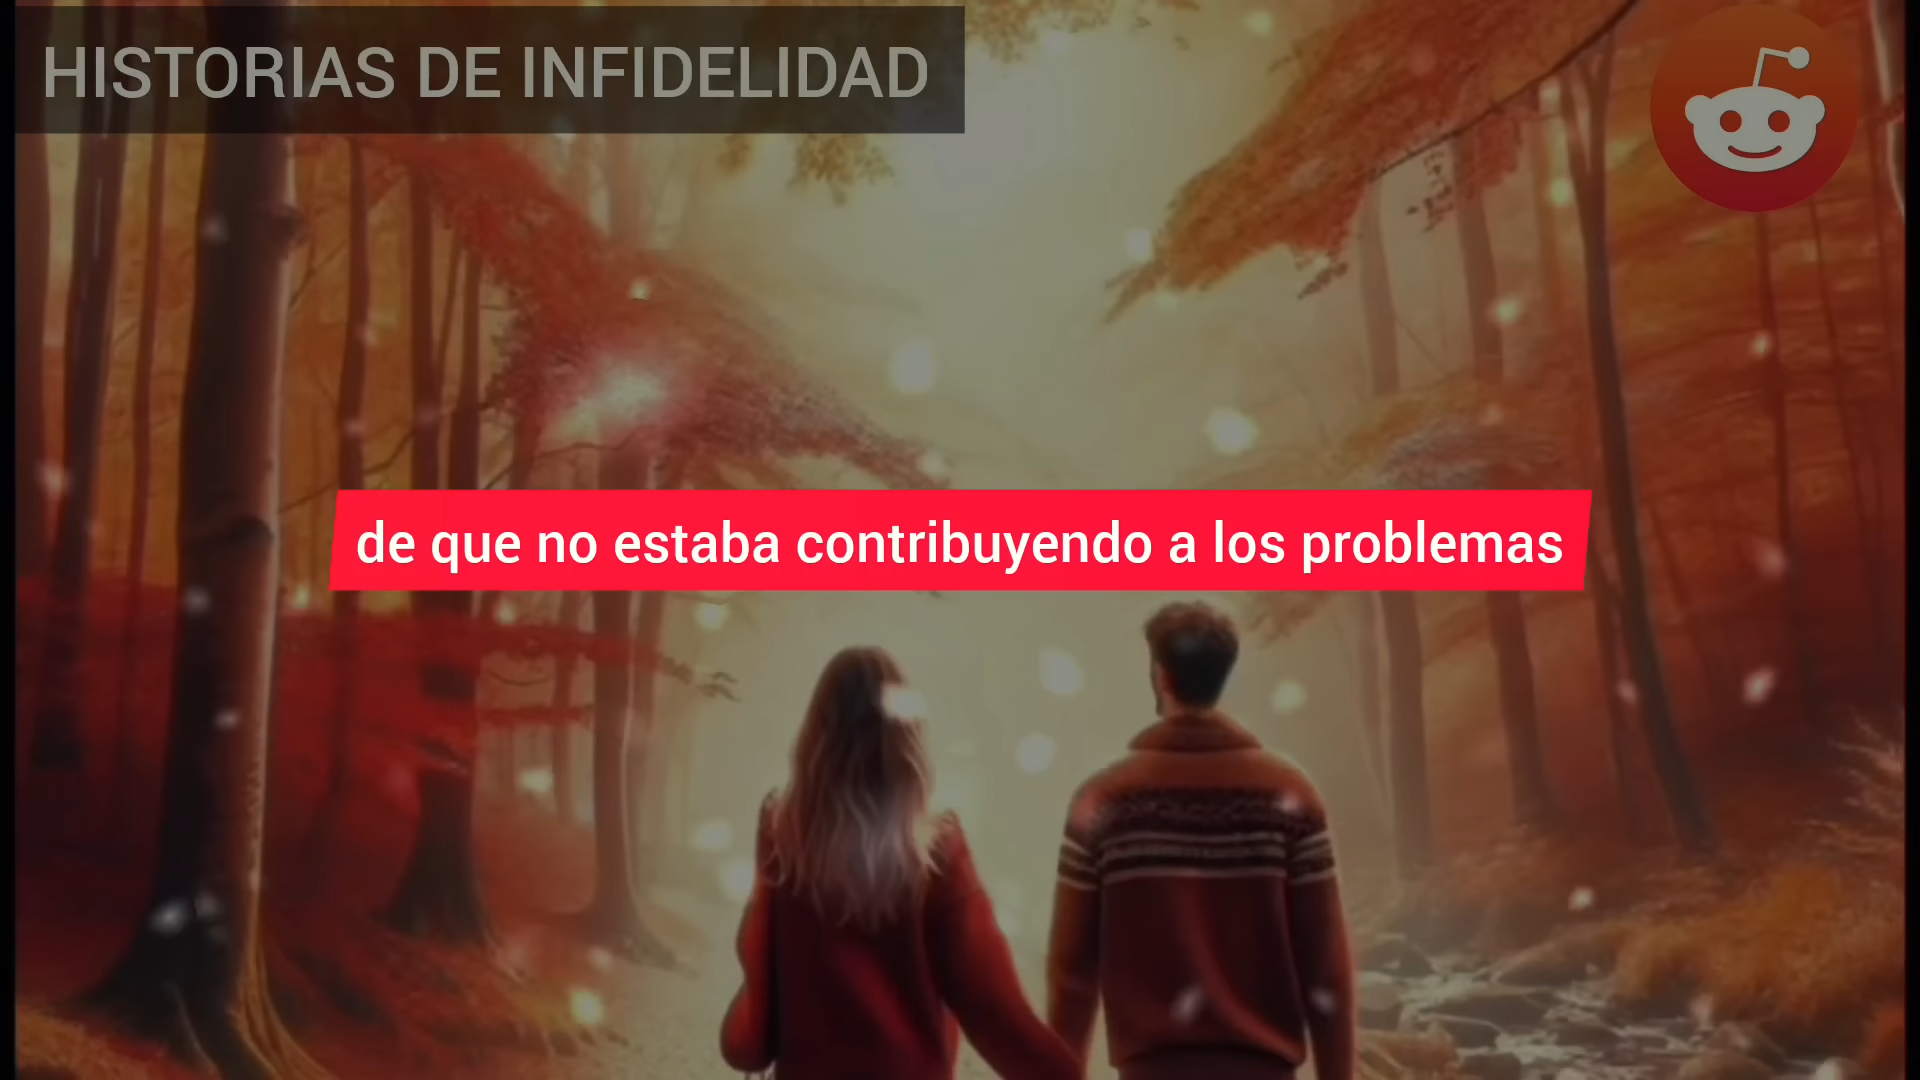 HISTORIAS DE INFIDELIDAD
de que no estaba contribuyendo a los problemas